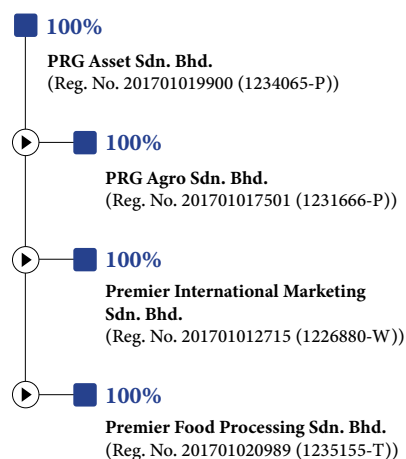 100%
PRG Asset Sdn. Bhd.
(Reg. No. 201701019900 (1234065-P))
100%
PRG Agro Sdn. Bhd.
(Reg. No. 201701017501 (1231666-P))
100%
Premier International Marketing
Sdn. Bhd.
(Reg. No. 201701012715 (1226880-W))
100%
Premier Food Processing Sdn. Bhd.
(Reg. No. 201701020989 (1235155-T))